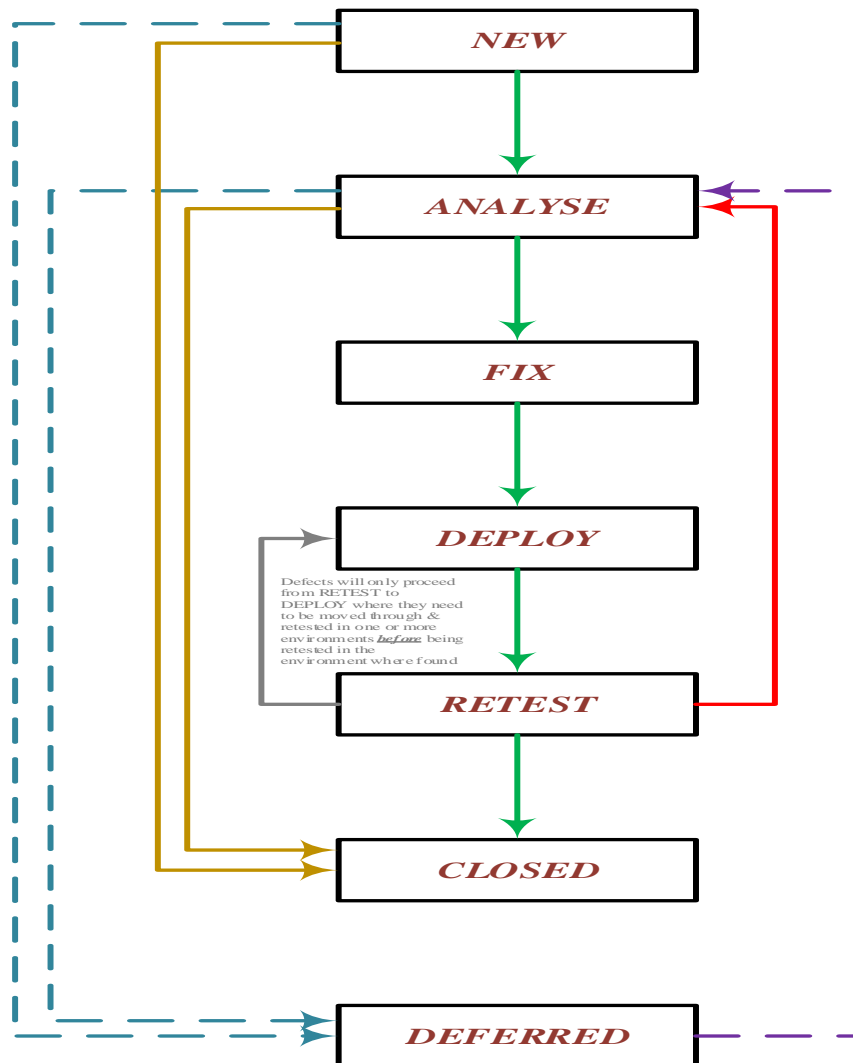 NEW
ANALYSE
FIX
DEPLOY
Defects will only proceed
from RETEST to
DEPLOY where they need
to be moved through &
retested in one or more
environments before being
retested in the
environment where found
RETEST
CLOSED
DEFERRED